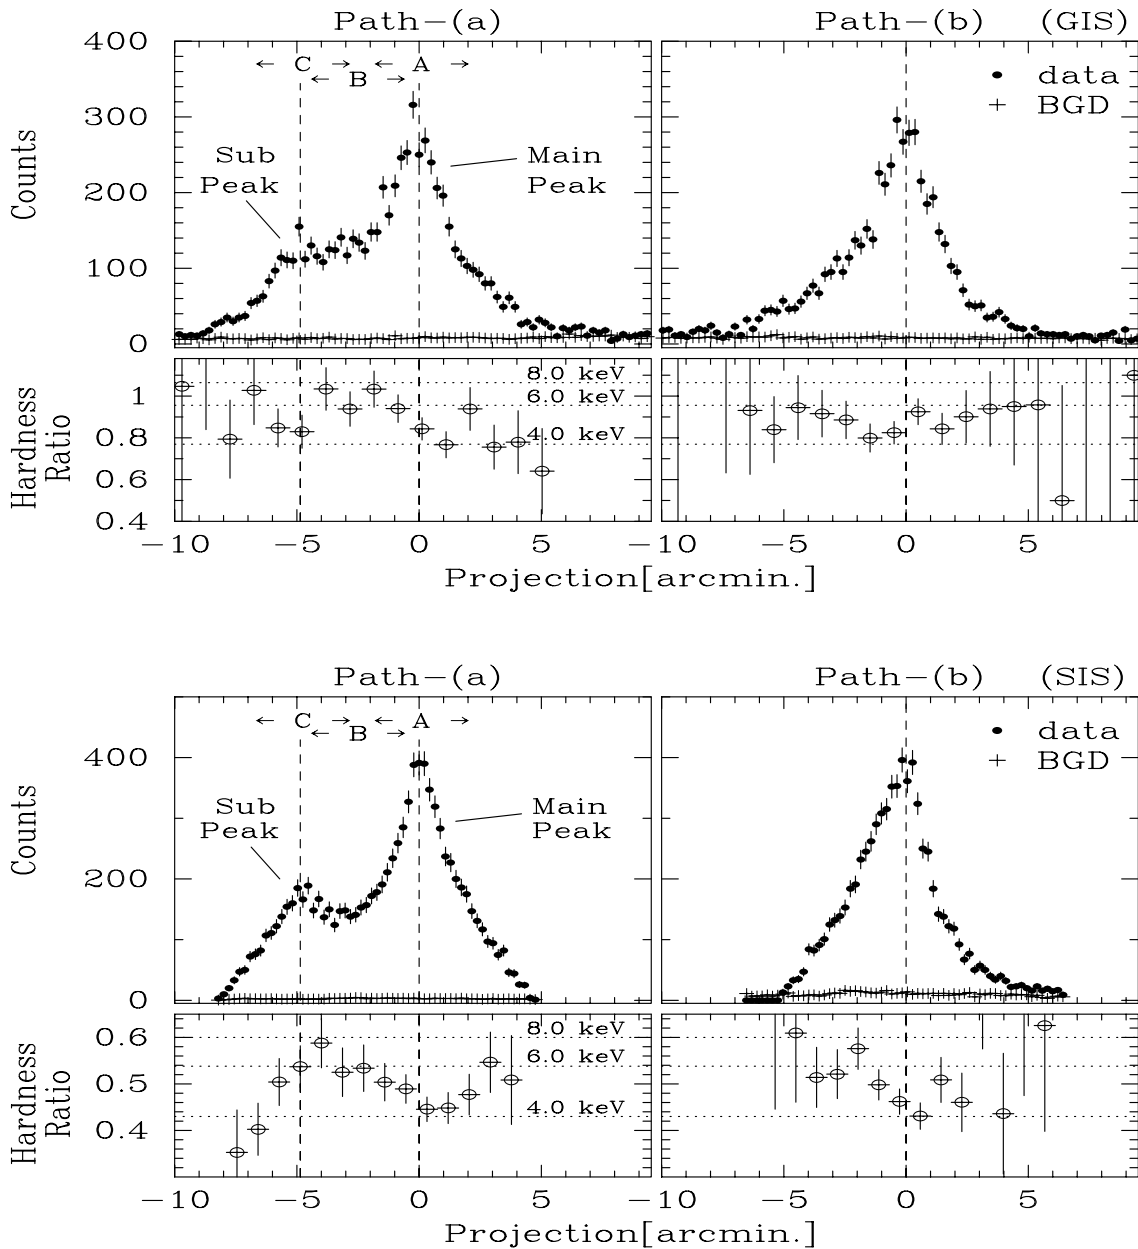 Path-(a) Path-(b) (GIS)
400
300
200
100
0
Counts
C A
B
Sub
Peak
Main
Peak
data
BGD
1
0.8
0.6
0.4
Hardness
Ratio
8.0 keV
6.0 keV
4.0 keV
-10 -5 0 5 -10 -5 0 5
Projection[arcmin.]
Path-(a) Path-(b) (SIS)
400
200
0
Counts
C A
B
Sub
Peak
Main
Peak
data
BGD
0.6
0.5
0.4
Hardness
Ratio
8.0 keV
6.0 keV
4.0 keV
-10 -5 0 5 -10 -5 0 5
Projection[arcmin.]